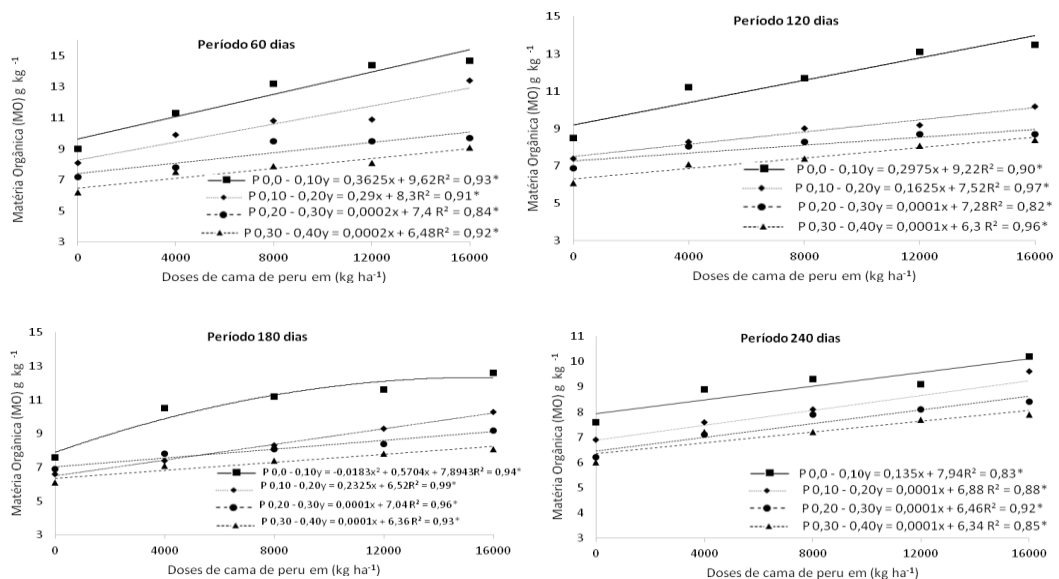 Período 60 dias
Matéria Orgânica (MO) g kg ⁻¹
15
13
11
9
7
5
3
P 0,0 - 0,10y = 0,3625x + 9,62R² = 0,93*
P 0,10 - 0,20y = 0,29x + 8,3R² = 0,91*
P 0,20 - 0,30y = 0,0002x + 7,4 R² = 0,84*
P 0,30 - 0,40y = 0,0002x + 6,48R² = 0,92*
0 4000 8000 12000 16000
Doses de cama de peru em (kg ha⁻¹)
Período 120 dias
Matéria Orgânica (MO) g kg ⁻¹
15
13
11
9
7
5
3
P 0,0 - 0,10y = 0,2975x + 9,22R² = 0,90*
P 0,10 - 0,20y = 0,1625x + 7,52R² = 0,97*
P 0,20 - 0,30y = 0,0001x + 7,28R² = 0,82*
P 0,30 - 0,40y = 0,0001x + 6,3 R² = 0,96*
0 4000 8000 12000 16000
Doses de cama de peru em (kg ha⁻¹)
Período 180 dias
Matéria Orgânica (MO) g kg ⁻¹
15
13
11
9
7
5
3
P 0,0 - 0,10y = -0,0183x² + 0,5704x + 7,8943R² = 0,94*
P 0,10 - 0,20y = 0,2325x + 6,52R² = 0,99*
P 0,20 - 0,30y = 0,0001x + 7,04R² = 0,96*
P 0,30 - 0,40y = 0,0001x + 6,36R² = 0,93*
0 4000 8000 12000 16000
Doses de cama de peru em (kg ha⁻¹)
Período 240 dias
Matéria Orgânica (MO) g kg ⁻¹
11
10
9
8
7
6
5
4
3
P 0,0 - 0,10y = 0,135x + 7,94R² = 0,83*
P 0,10 - 0,20y = 0,0001x + 6,88 R² = 0,88*
P 0,20 - 0,30y = 0,0001x + 6,46R² = 0,92*
P 0,30 - 0,40y = 0,0001x + 6,34 R² = 0,85*
0 4000 8000 12000 16000
Doses de cama de peru em (kg ha⁻¹)